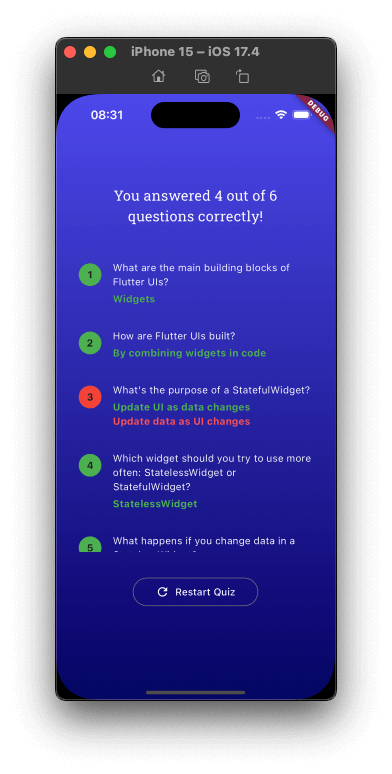 iPhone 15 – iOS 17.4
08:31
DEBUG
You answered 4 out of 6
questions correctly!
1
What are the main building blocks of
Flutter UIs?
Widgets
2
How are Flutter UIs built?
By combining widgets in code
3
What's the purpose of a StatefulWidget?
Update UI as data changes
Update data as UI changes
4
Which widget should you try to use more
often: StatelessWidget or
StatefulWidget?
StatelessWidget
5
What happens if you change data in a
Restart Quiz